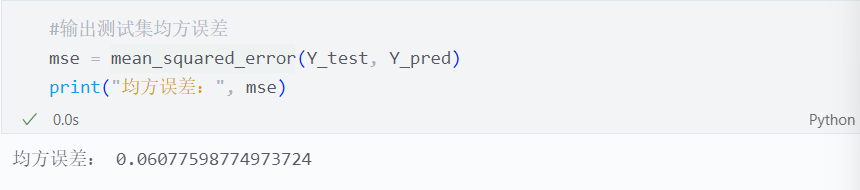 #输出测试集均方误差
mse = mean_squared_error(Y_test, Y_pred)
print("均方误差：", mse)
0.0s
Python
均方误差： 0.06077598774973724